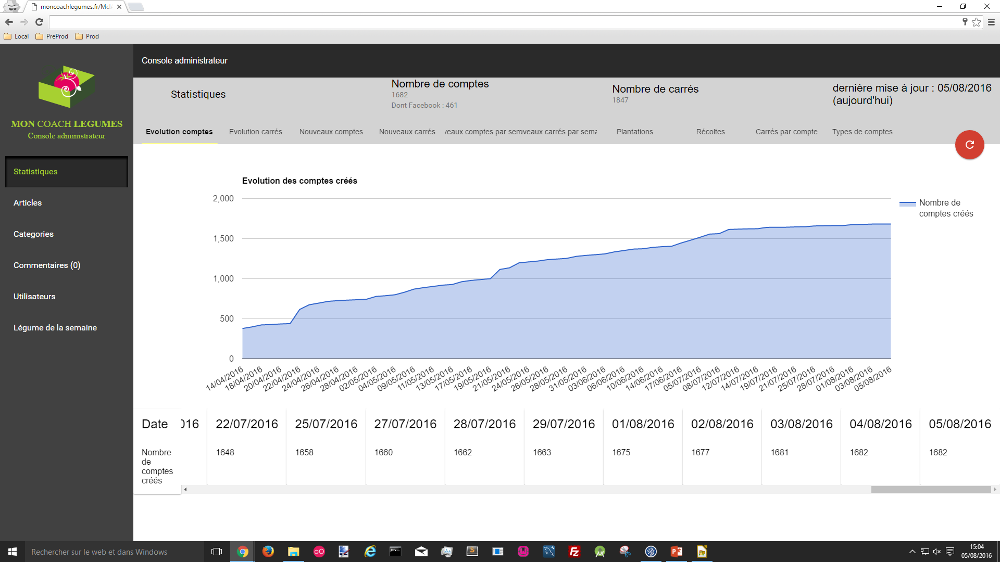 moncoachlegumes.fr/Mcl
Local
PreProd
Prod
MON COACH LEGUMES
Console administrateur
Statistiques
Articles
Categories
Commentaires (0)
Utilisateurs
Légume de la semaine
Console administrateur
Statistiques
Nombre de comptes
1682
Dont Facebook : 461
Nombre de carrés
1847
dernière mise à jour : 05/08/2016
(aujourd'hui)
Evolution comptes
Evolution carrés
Nouveaux comptes
Nouveaux carrés
veaux comptes par sem
veaux carrés par sema
Plantations
Récoltes
Carrés par compte
Types de comptes
Evolution des comptes créés
2,000
1,500
1,000
500
0
Nombre de
comptes créés
14/04/2016
18/04/2016
20/04/2016
22/04/2016
24/04/2016
26/04/2016
28/04/2016
02/05/2016
04/05/2016
09/05/2016
11/05/2016
13/05/2016
17/05/2016
19/05/2016
21/05/2016
24/05/2016
26/05/2016
28/05/2016
31/05/2016
03/06/2016
06/06/2016
10/06/2016
14/06/2016
17/06/2016
05/07/2016
08/07/2016
12/07/2016
14/07/2016
19/07/2016
21/07/2016
25/07/2016
28/07/2016
01/08/2016
03/08/2016
05/08/2016
Date 016 22/07/2016 25/07/2016 27/07/2016 28/07/2016 29/07/2016 01/08/2016 02/08/2016 03/08/2016 04/08/2016 05/08/2016
Nombre
de
comptes
créés
1648 1658 1660 1662 1663 1675 1677 1681 1682 1682
Rechercher sur le web et dans Windows
15:04
05/08/2016